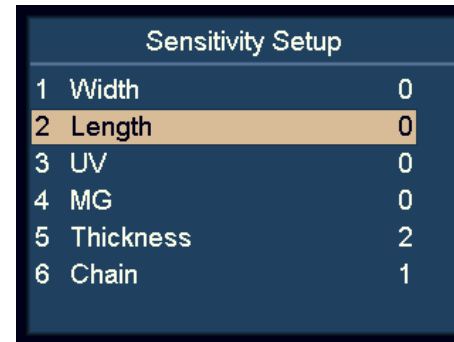 Sensitivity Setup
1 Width 0
2 Length 0
3 UV 0
4 MG 0
5 Thickness 2
6 Chain 1